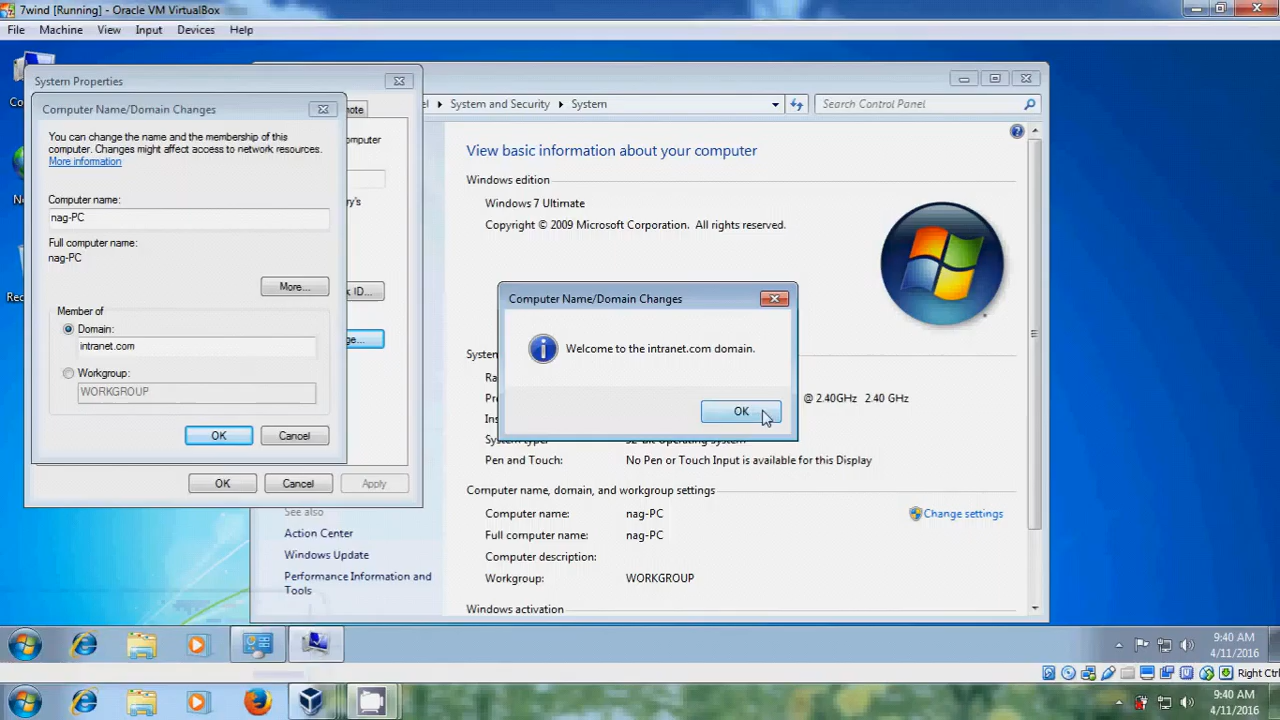 7wind [Running] - Oracle VM VirtualBox
File Machine View Input Devices Help
System Properties
Computer Name/Domain Changes
You can change the name and the membership of this
computer. Changes might affect access to network resources.
More information
Computer name:
nag-PC
Full computer name:
nag-PC
More...
Member of
Domain:
intranet.com
Workgroup:
WORKGROUP
OK Cancel
OK Cancel Apply
System and Security System
Search Control Panel
View basic information about your computer
Windows edition
Windows 7 Ultimate
Copyright © 2009 Microsoft Corporation. All rights reserved.
Computer Name/Domain Changes
Welcome to the intranet.com domain.
OK
@ 2.40GHz 2.40 GHz
Pen and Touch: No Pen or Touch Input is available for this Display
Computer name, domain, and workgroup settings
Computer name: nag-PC
Change settings
Full computer name: nag-PC
Computer description:
Workgroup: WORKGROUP
Windows activation
See also
Action Center
Windows Update
Performance Information and
Tools
9:40 AM
4/11/2016
Right Ctrl
9:40 AM
4/11/2016